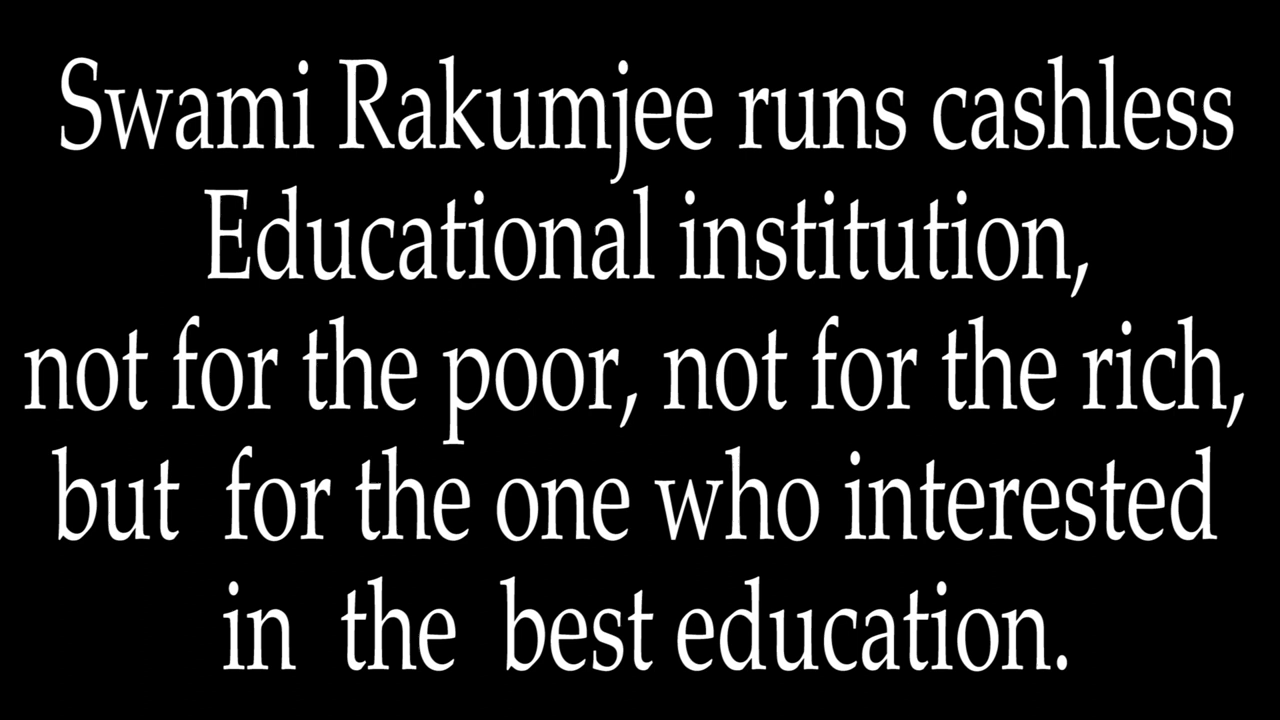 Swami Rakumjee runs cashless
Educational institution,
not for the poor, not for the rich,
but for the one who interested
in the best education.